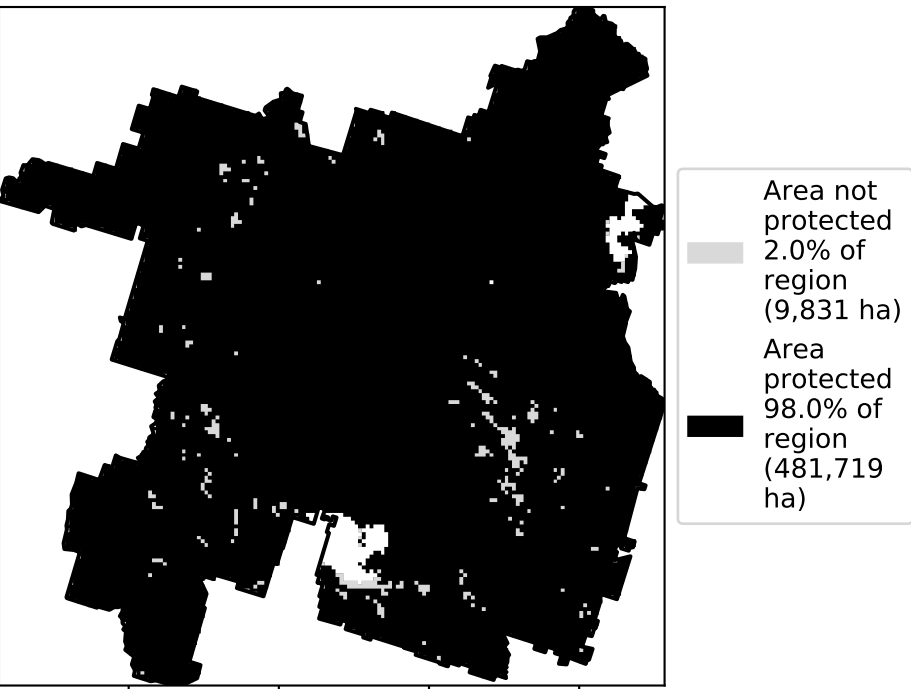 Area not
protected
2.0% of
region
(9,831 ha)
Area
protected
98.0% of
region
(481,719
ha)